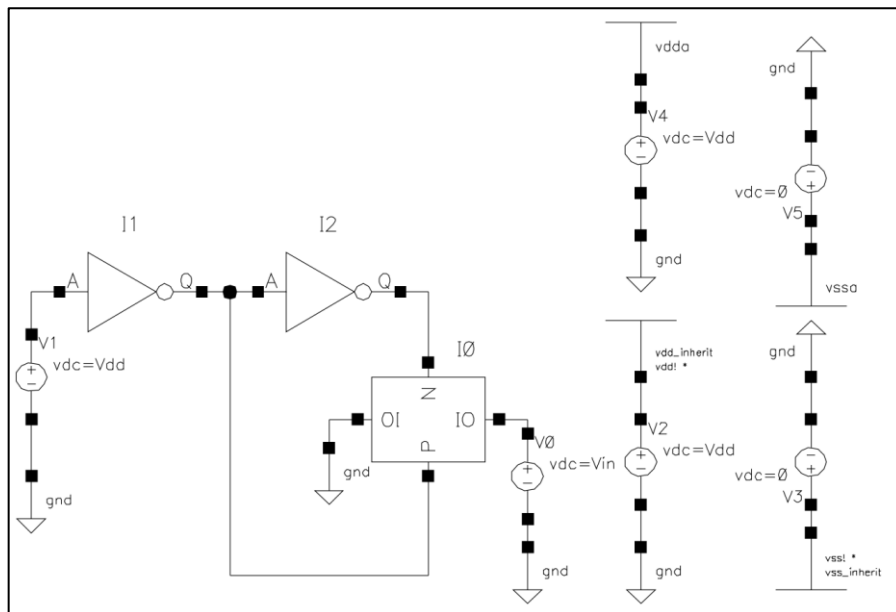 vdda
gnd
V4
vdc=Vdd
vdc=0
V5
gnd
vssa
I1
I2
A
Q
A
Q
V1
vdc=Vdd
gnd
I0
N
OI
IO
P
gnd
V0
vdc=Vin
gnd
vdd_inherit
vdd! *
V2
vdc=Vdd
gnd
gnd
vdc=0
V3
vss! *
vss_inherit